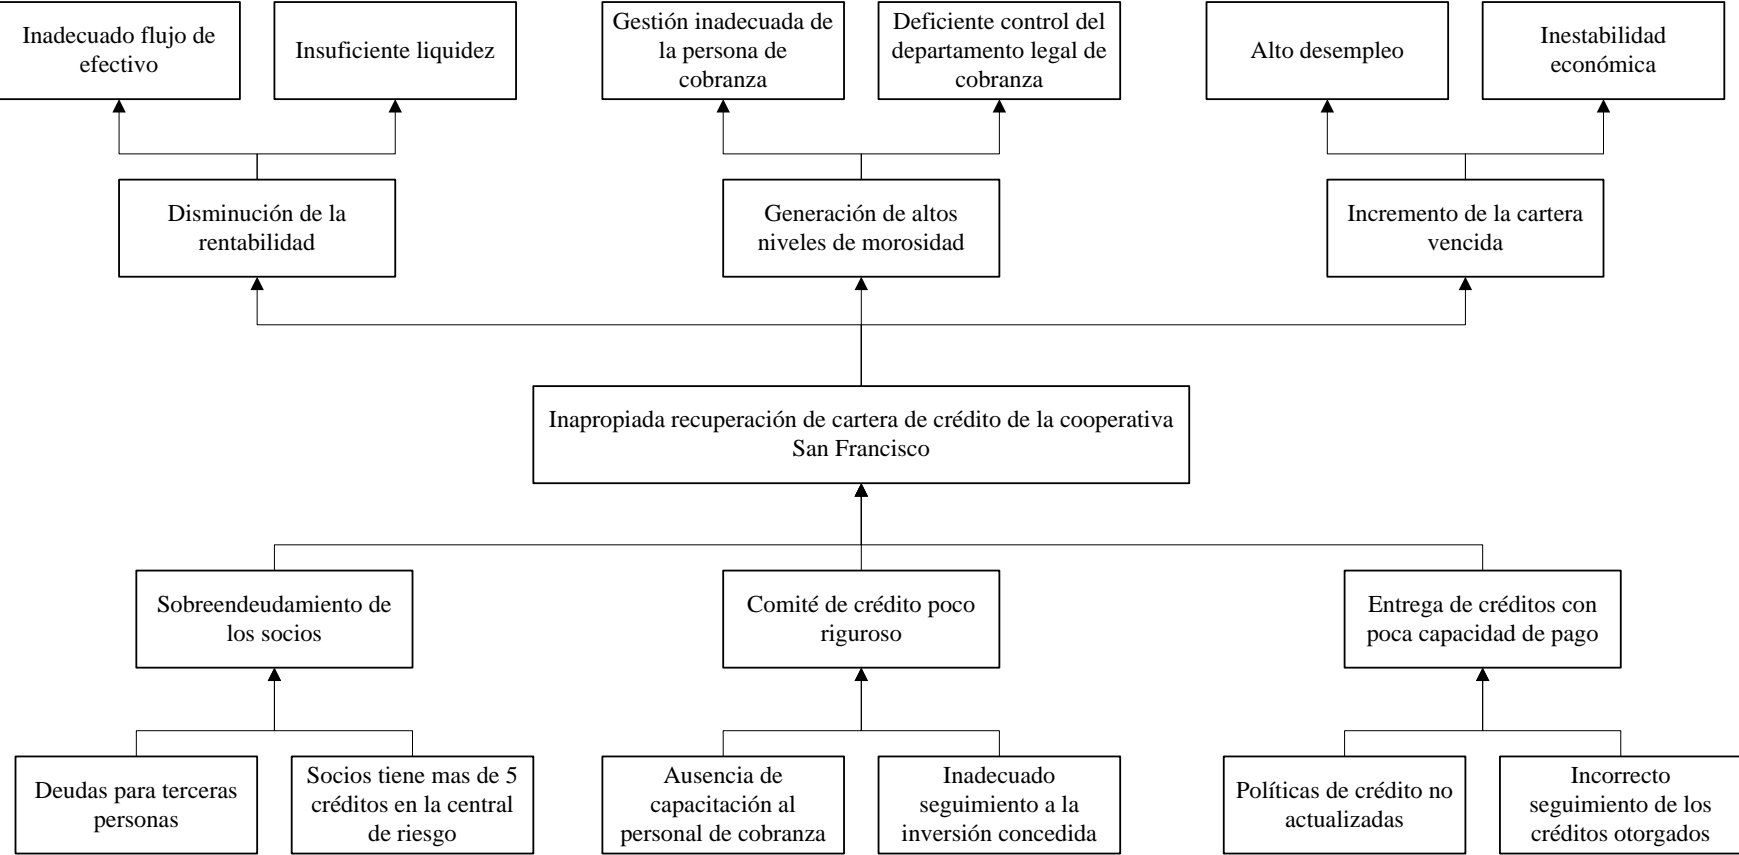 Inadecuado flujo de
efectivo
Insuficiente liquidez
Gestión inadecuada de
la persona de
cobranza
Deficiente control del
departamento legal de
cobranza
Alto desempleo
Inestabilidad
económica
Disminución de la
rentabilidad
Generación de altos
niveles de morosidad
Incremento de la cartera
vencida
Inapropiada recuperación de cartera de crédito de la cooperativa
San Francisco
Sobreendeudamiento de
los socios
Comité de crédito poco
riguroso
Entrega de créditos con
poca capacidad de pago
Deudas para terceras
personas
Socios tiene mas de 5
créditos en la central
de riesgo
Ausencia de
capacitación al
personal de cobranza
Inadecuado
seguimiento a la
inversión concedida
Políticas de crédito no
actualizadas
Incorrecto
seguimiento de los
créditos otorgados